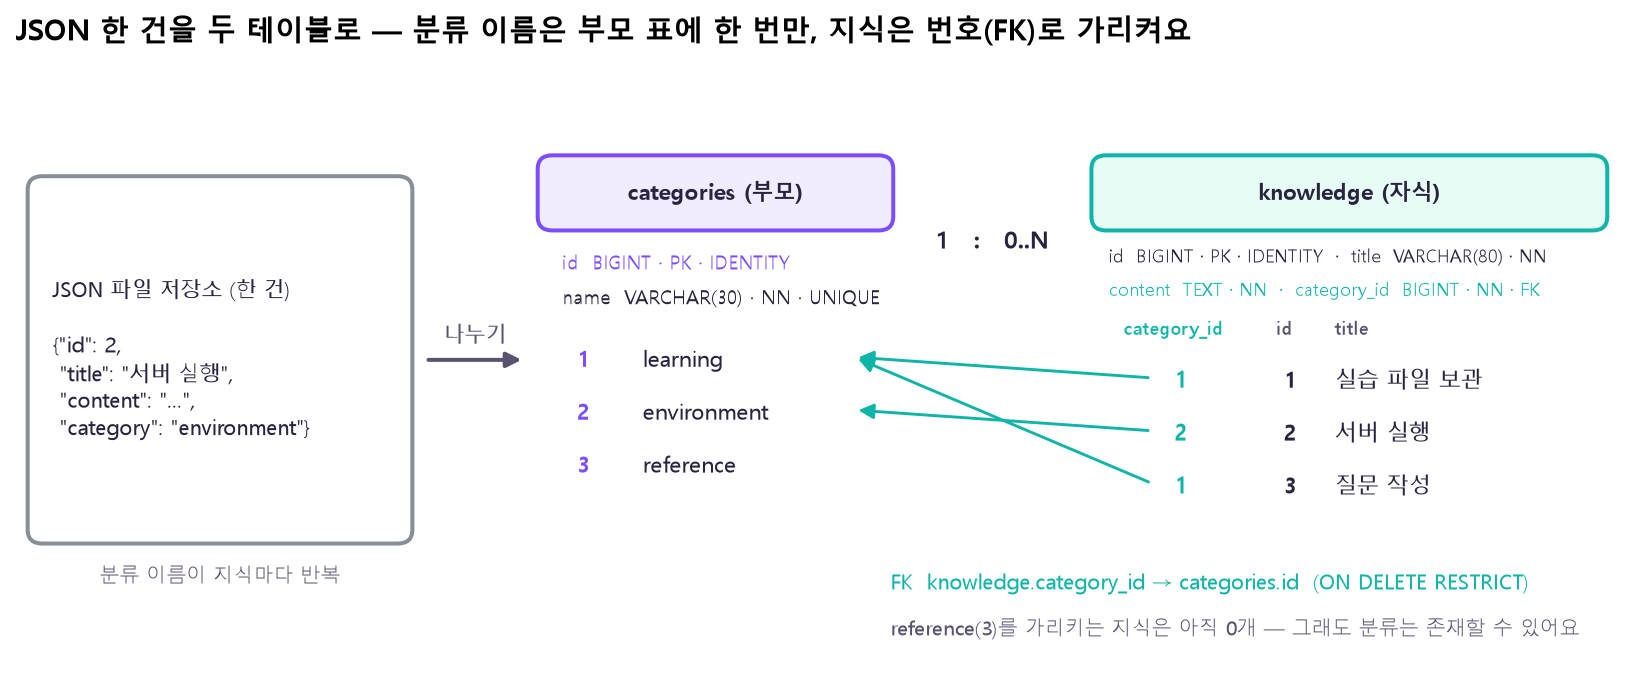 JSON 한 건을 두 테이블로 — 분류 이름은 부모 표에 한 번만, 지식은 번호(FK)로 가리켜요
JSON 파일 저장소 (한 건)
{"id": 2,
"title": "서버 실행",
"content": "...",
"category": "environment"}
분류 이름이 지식마다 반복
나누기
categories (부모)
id BIGINT · PK · IDENTITY
name VARCHAR(30) · NN · UNIQUE
1 learning
2 environment
3 reference
1 : 0..N
knowledge (자식)
id BIGINT · PK · IDENTITY · title VARCHAR(80) · NN
content TEXT · NN · category_id BIGINT · NN · FK
category_id id title
1 1 실습 파일 보관
2 2 서버 실행
1 3 질문 작성
FK knowledge.category_id → categories.id (ON DELETE RESTRICT)
reference(3)를 가리키는 지식은 아직 0개 — 그래도 분류는 존재할 수 있어요